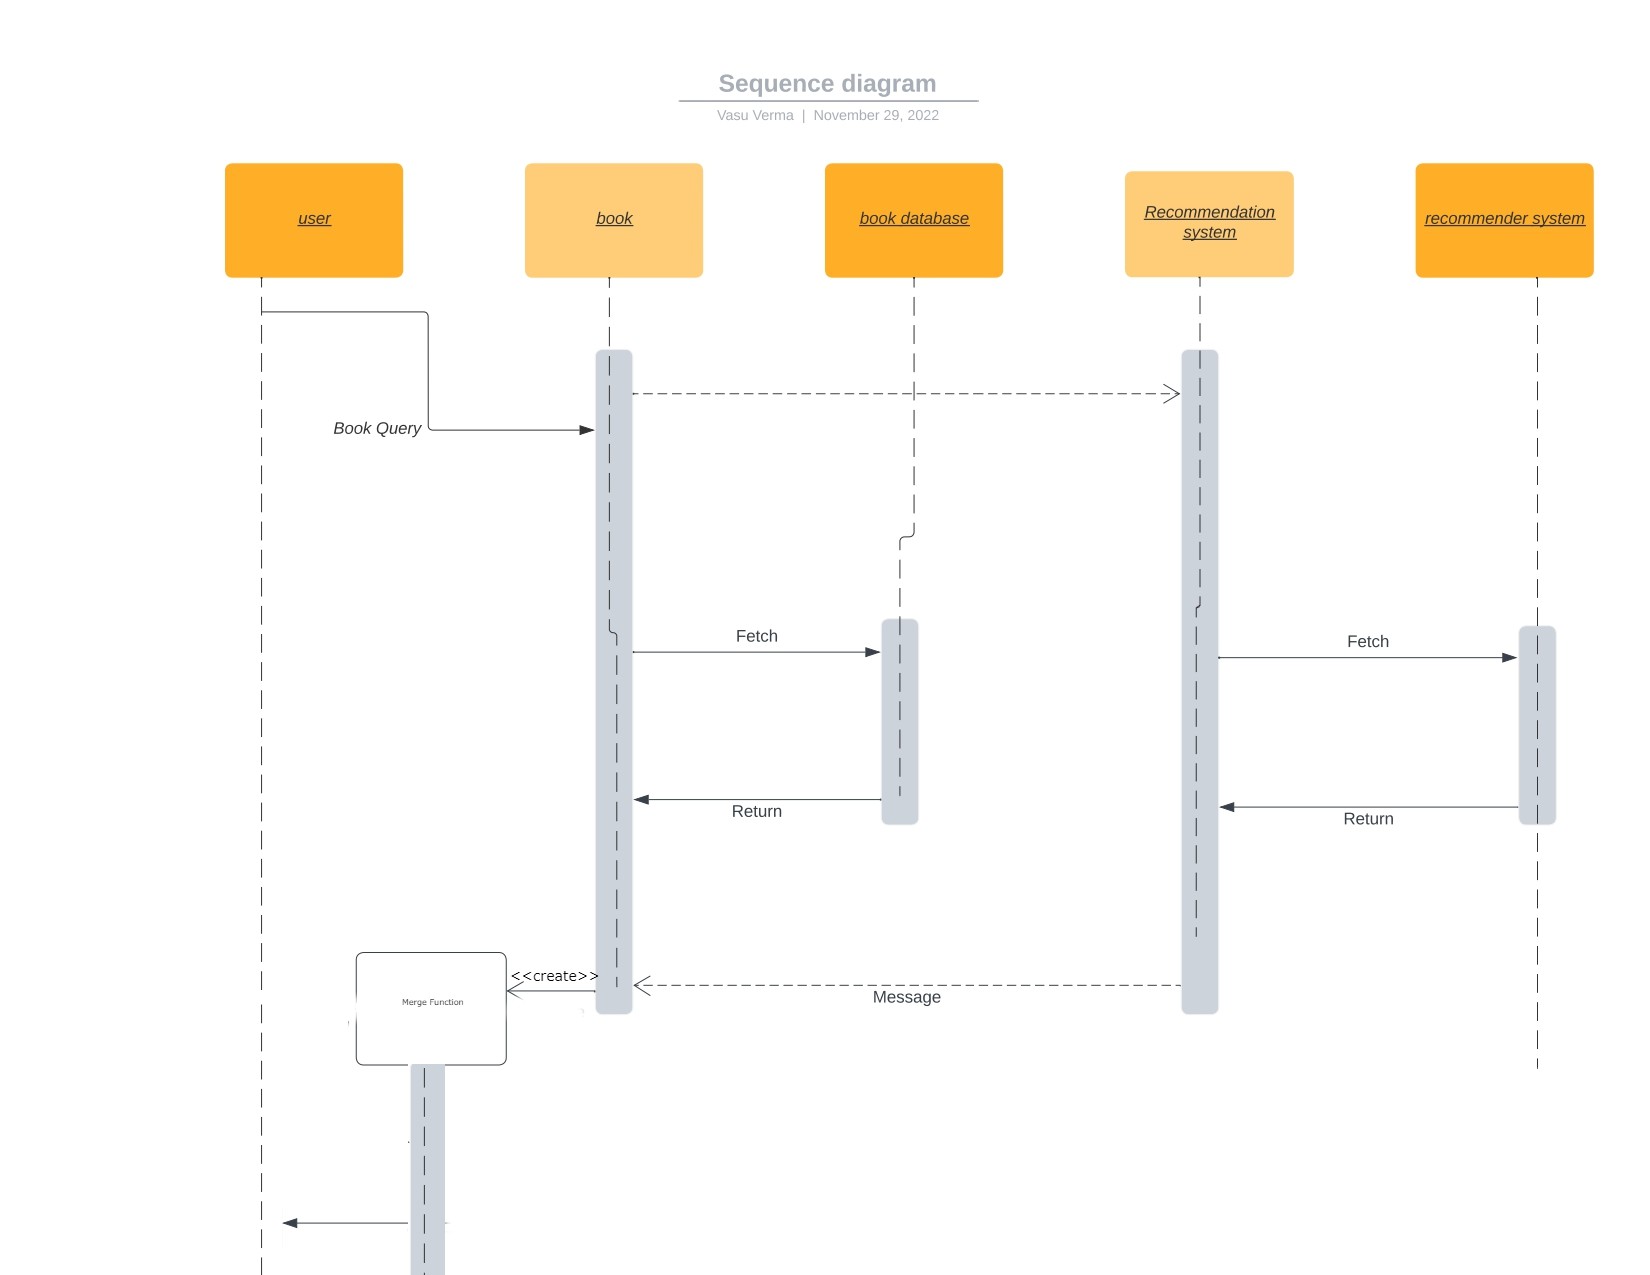 Sequence diagram
Vasu Verma | November 29, 2022
user
book
book database
Recommendation
system
recommender system
Book Query
Fetch
Fetch
Return
Return
<<create>>
Message
Merge Function